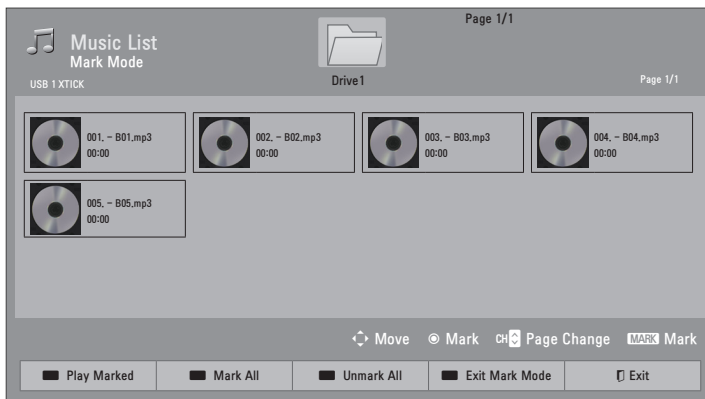 Page 1/1
Music List
Mark Mode
USB 1 XTICK
Drive1
Page 1/1
001. - B01.mp3
00:00
002. - B02.mp3
00:00
003. - B03.mp3
00:00
004. - B04.mp3
00:00
005. - B05.mp3
00:00
Move Mark CH Page Change MARK Mark
Play Marked Mark All Unmark All Exit Mark Mode Exit